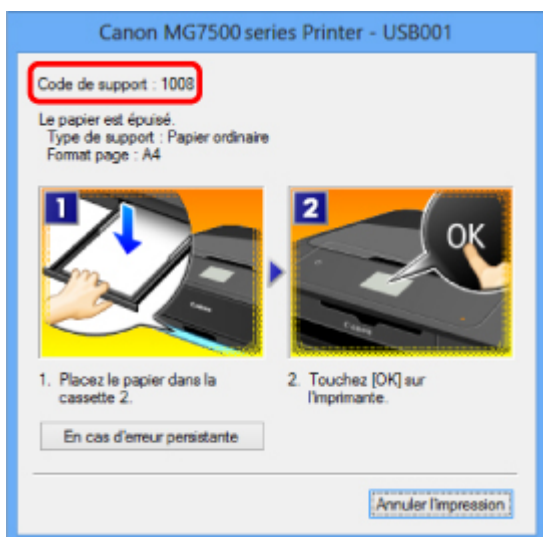 Canon MG7500 series Printer - USB001
Code de support : 1008
Le papier est épuisé.
Type de support : Papier ordinaire
Format page : A4
1
2
OK
Canon
Canon
1. Placez le papier dans la
cassette 2.
2. Touchez [OK] sur
l'imprimante.
En cas d'erreur persistante
Annuler l'impression